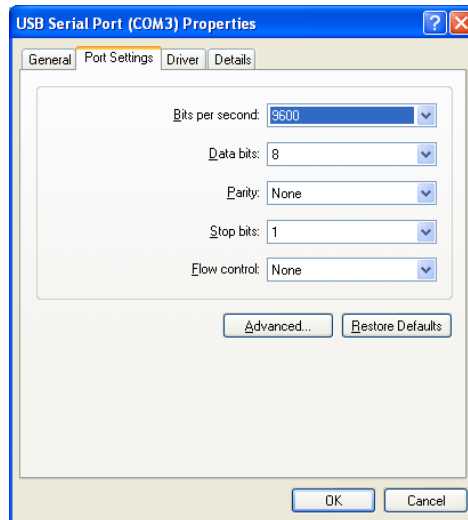 USB Serial Port (COM3) Properties
General Port Settings Driver Details
Bits per second: 9600
Data bits: 8
Parity: None
Stop bits: 1
Flow control: None
Advanced... Restore Defaults
OK Cancel